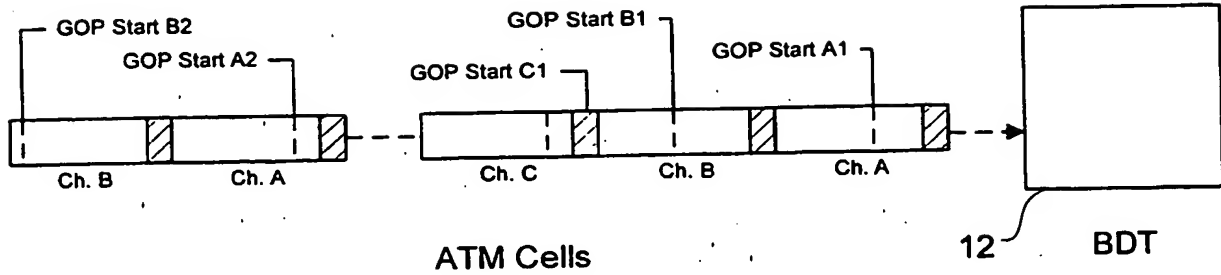 GOP Start B2
GOP Start B1
GOP Start A2
GOP Start A1
GOP Start C1
Ch. B
Ch. A
Ch. C
Ch. B
Ch. A
12
BDT
ATM Cells